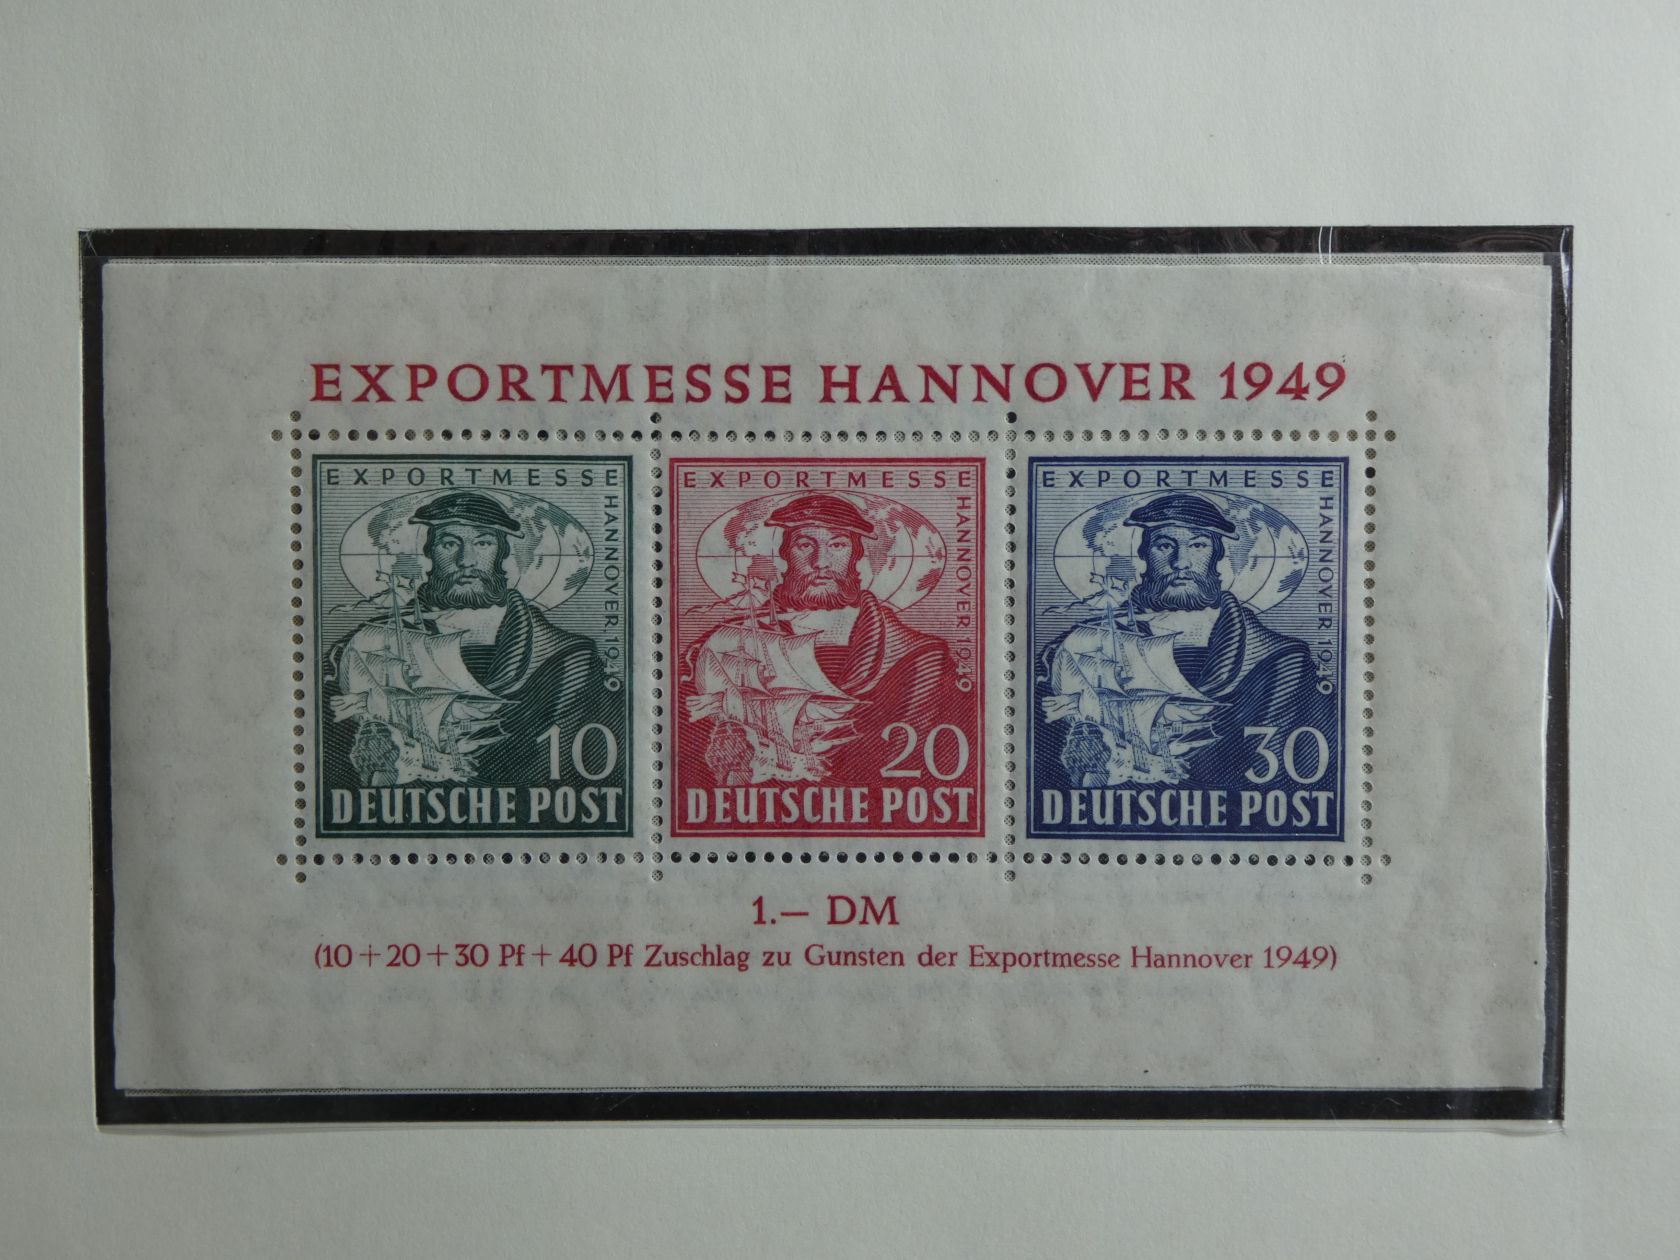 EXPORTMESSE HANNOVER 1949
EXPORTMESSE
HANNOVER 1949
10
DEUTSCHE POST
EXPORTMESSE
HANNOVER 1949
20
DEUTSCHE POST
EXPORTMESSE
HANNOVER 1949
30
DEUTSCHE POST
1.— DM
(10+20+30 Pf+40 Pf Zuschlag zu Gunsten der Exportmesse Hannover 1949)